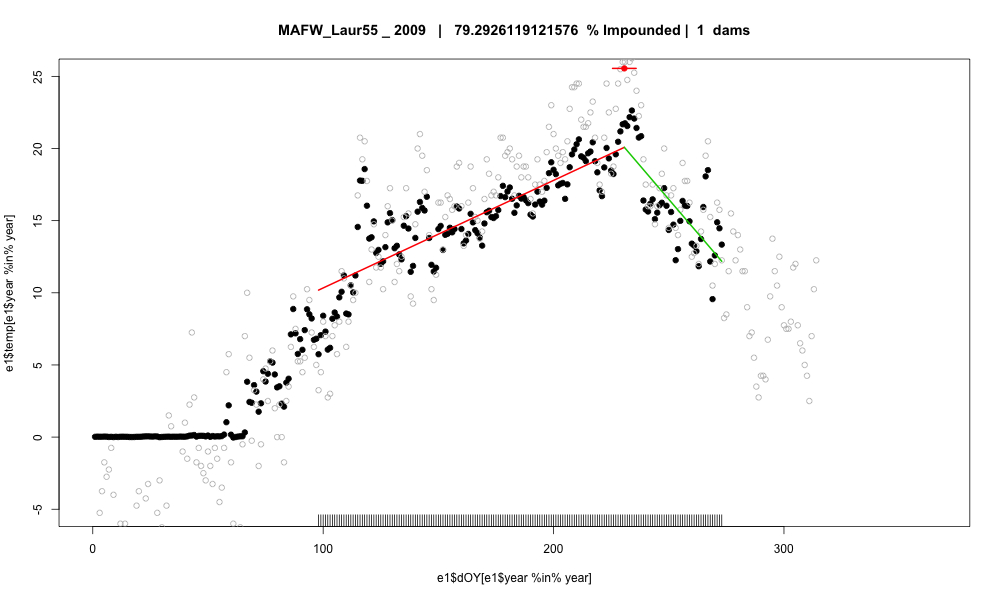 MAFW_Laur55 _ 2009 | 79.2926119121576 % Impounded | 1 dams
25
20
15
10
5
0
-5
e1$temp[e1$year %in% year]
0 100 200 300
e1$dOY[e1$year %in% year]